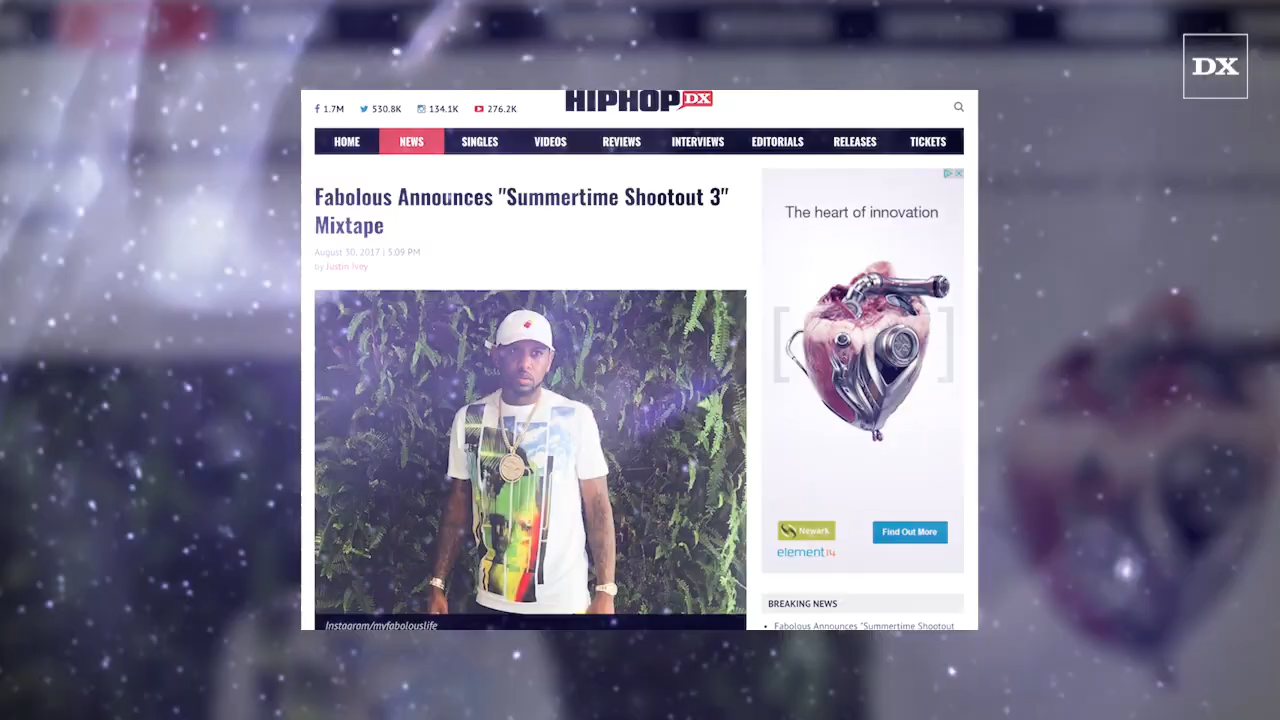 DX
1.7M 530.8K 134.1K 276.2K
HIPHOPDX
HOME NEWS SINGLES VIDEOS REVIEWS INTERVIEWS EDITORIALS RELEASES TICKETS
Fabolous Announces "Summertime Shootout 3"
Mixtape
August 30, 2017 | 5:09 PM
by Justin Ivey
Instagram/myfabolouslife
The heart of innovation
Newark
element14
Find Out More
BREAKING NEWS
• Fabolous Announces "Summertime Shootout